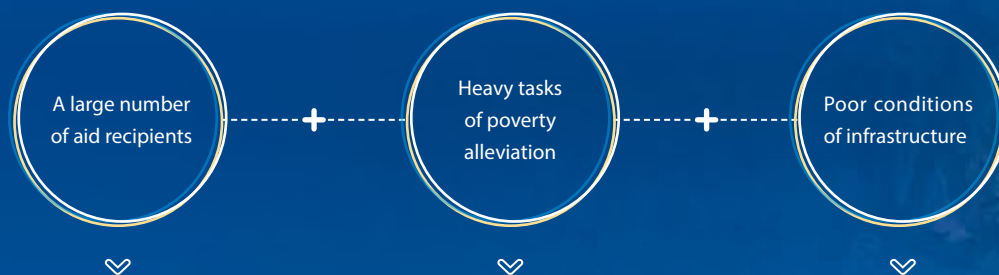 A large number
of aid recipients
Heavy tasks
of poverty
alleviation
Poor conditions
of infrastructure